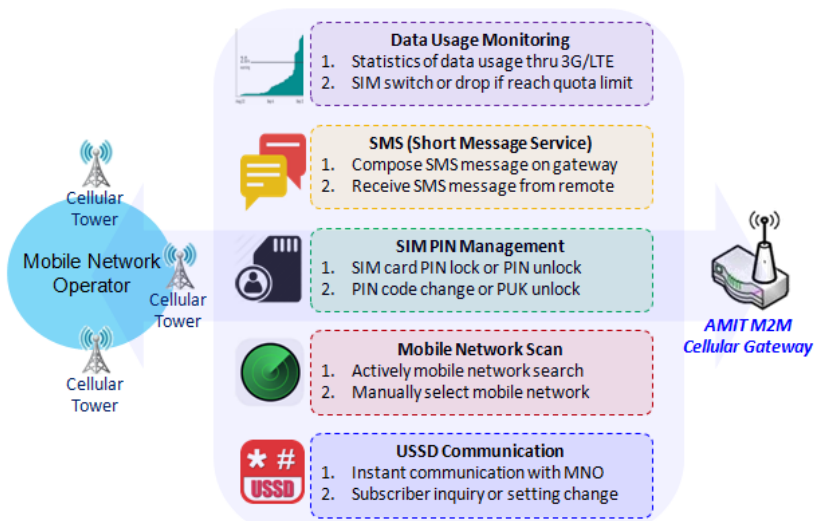 Data Usage Monitoring
1. Statistics of data usage thru 3G/LTE
2. SIM switch or drop if reach quota limit
SMS (Short Message Service)
1. Compose SMS message on gateway
2. Receive SMS message from remote
Cellular
Tower
Mobile Network
Operator
Cellular
Tower
Cellular
Tower
SIM PIN Management
1. SIM card PIN lock or PIN unlock
2. PIN code change or PUK unlock
AMIT M2M
Cellular Gateway
Mobile Network Scan
1. Actively mobile network search
2. Manually select mobile network
* #
USSD
USSD Communication
1. Instant communication with MNO
2. Subscriber inquiry or setting change